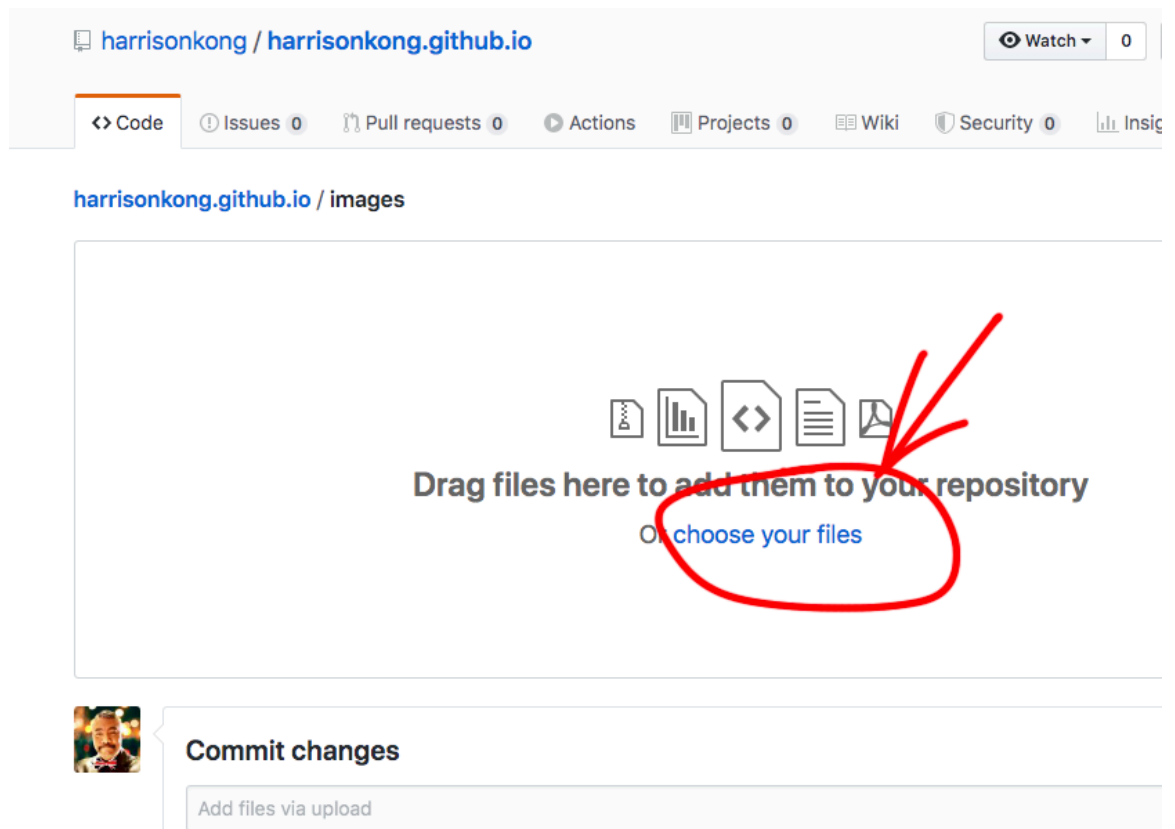 harrisonkong / harrisonkong.github.io Watch 0
Code Issues 0 Pull requests 0 Actions Projects 0 Wiki Security 0
harrisonkong.github.io / images
Drag files here to add them to your repository
Or choose your files
Commit changes
Add files via upload